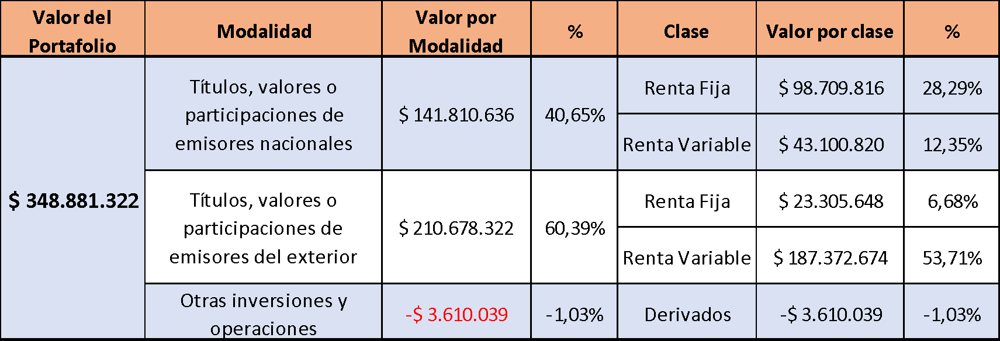 Valor del
Portafolio
Modalidad
Valor por
Modalidad
%
Clase
Valor por clase
%
$ 348.881.322
Títulos, valores o
participaciones de
emisores nacionales
$ 141.810.636
40,65%
Renta Fija
$ 98.709.816
28,29%
Renta Variable
$ 43.100.820
12,35%
Títulos, valores o
participaciones de
emisores del exterior
$ 210.678.322
60,39%
Renta Fija
$ 23.305.648
6,68%
Renta Variable
$ 187.372.674
53,71%
Otras inversiones y
operaciones
-$ 3.610.039
-1,03%
Derivados
-$ 3.610.039
-1,03%